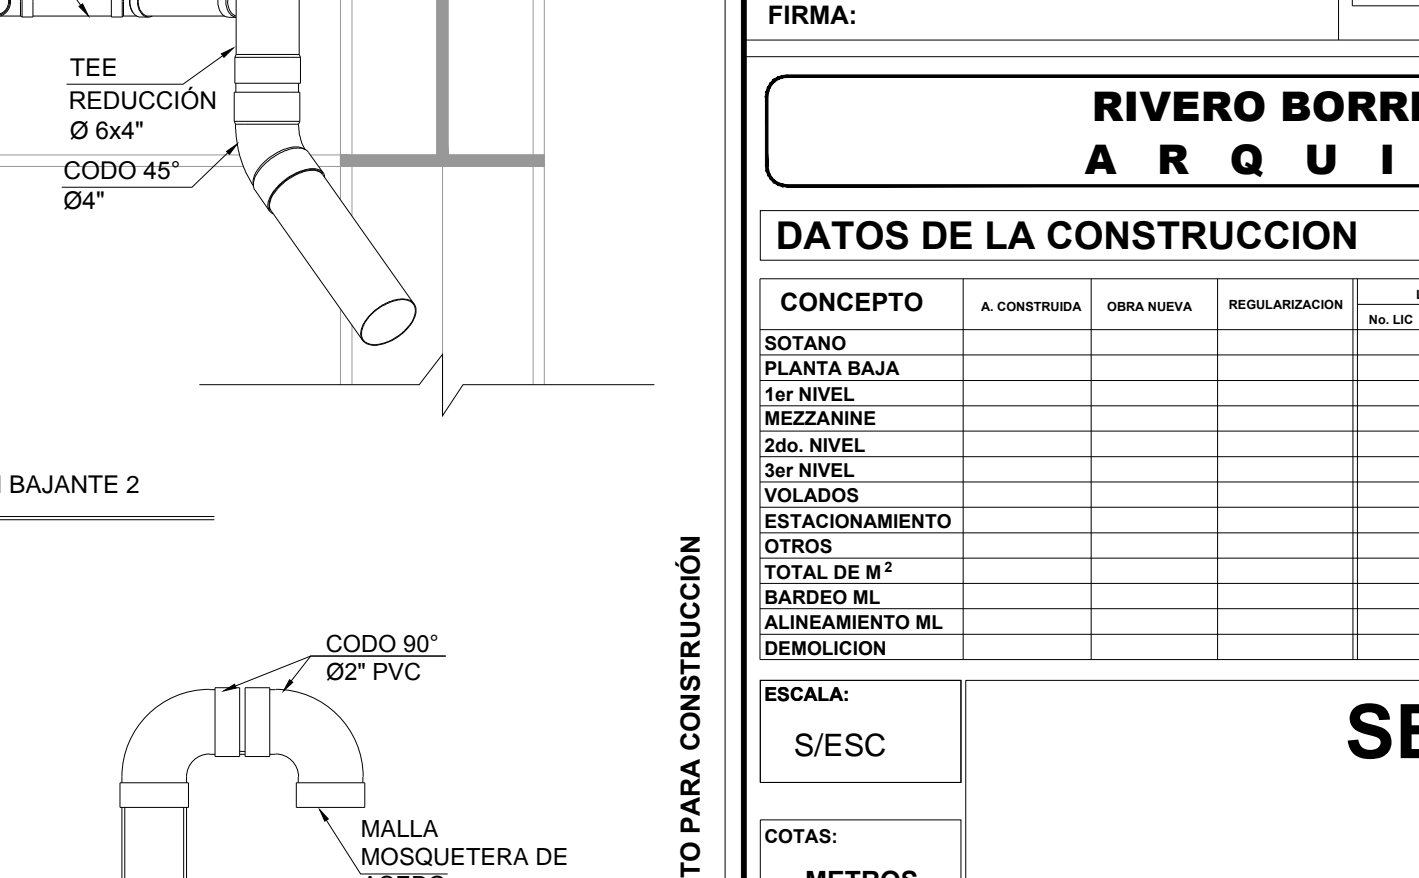 TEE
REDUCCIÓN
Ø 6x4"
CODO 45°
Ø4"
BAJANTE 2
CODO 90°
Ø2" PVC
MALLA
MOSQUETERA DE
PARA CONSTRUCCIÓN
FIRMA:
RIVERO
A R Q U I
DATOS DE LA CONSTRUCCION
CONCEPTO A. CONSTRUIDA OBRA NUEVA REGULARIZACION
No. LIC
SOTANO
PLANTA BAJA
1er NIVEL
MEZZANINE
2do. NIVEL
3er NIVEL
VOLADOS
ESTACIONAMIENTO
OTROS
TOTAL DE M²
BARDEO ML
ALINEAMIENTO ML
DEMOLICION
ESCALA:
S/ESC
COTAS:
METROS